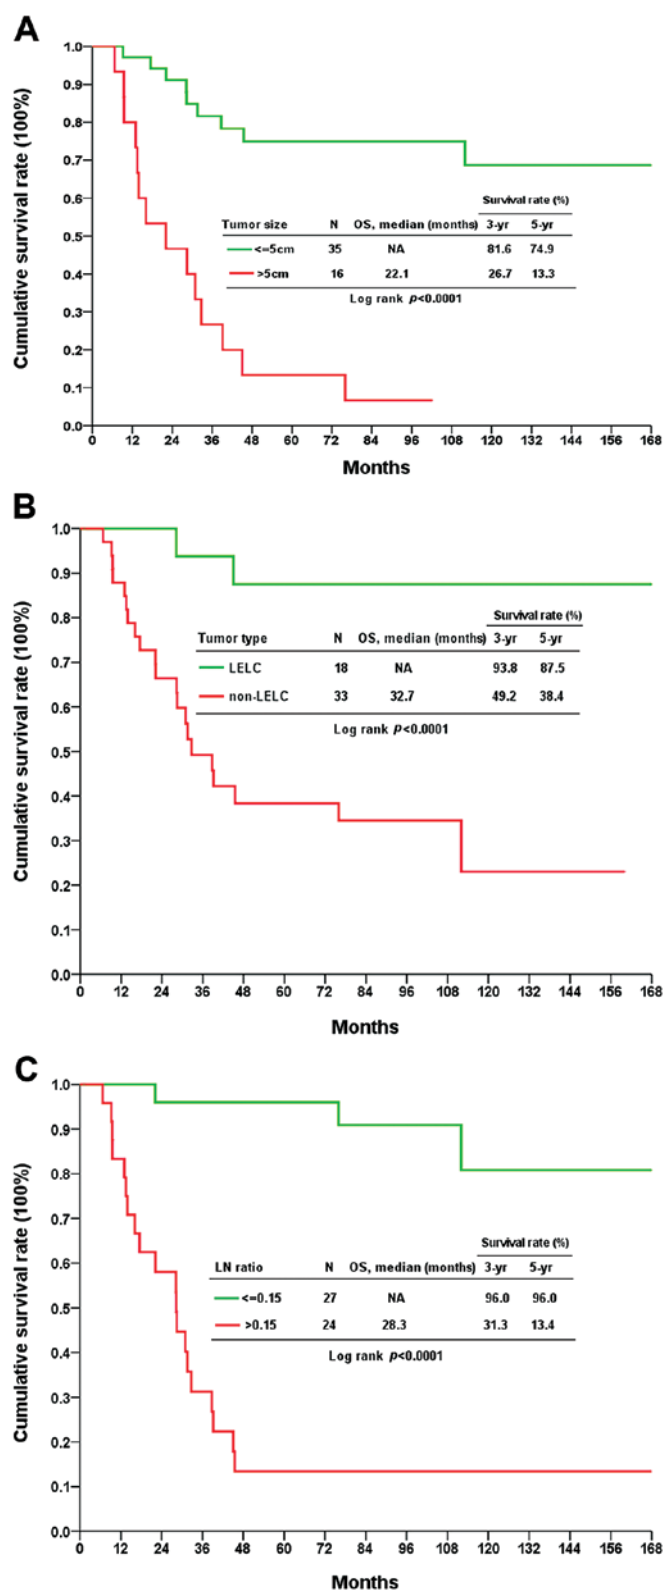 A
Cumulative survival rate (100%)
1.0
0.9
0.8
0.7
0.6
0.5
0.4
0.3
0.2
0.1
0.0
Survival rate (%)
Tumor size N OS, median (months) 3-yr 5-yr
<=5cm 35 NA 81.6 74.9
>5cm 16 22.1 26.7 13.3
Log rank p<0.0001
0 12 24 36 48 60 72 84 96 108 120 132 144 156 168
Months
B
Cumulative survival rate (100%)
1.0
0.9
0.8
0.7
0.6
0.5
0.4
0.3
0.2
0.1
0.0
Survival rate (%)
Tumor type N OS, median (months) 3-yr 5-yr
LELC 18 NA 93.8 87.5
non-LELC 33 32.7 49.2 38.4
Log rank p<0.0001
0 12 24 36 48 60 72 84 96 108 120 132 144 156 168
Months
C
Cumulative survival rate (100%)
1.0
0.9
0.8
0.7
0.6
0.5
0.4
0.3
0.2
0.1
0.0
Survival rate (%)
LN ratio N OS, median (months) 3-yr 5-yr
<=0.15 27 NA 96.0 96.0
>0.15 24 28.3 31.3 13.4
Log rank p<0.0001
0 12 24 36 48 60 72 84 96 108 120 132 144 156 168
Months